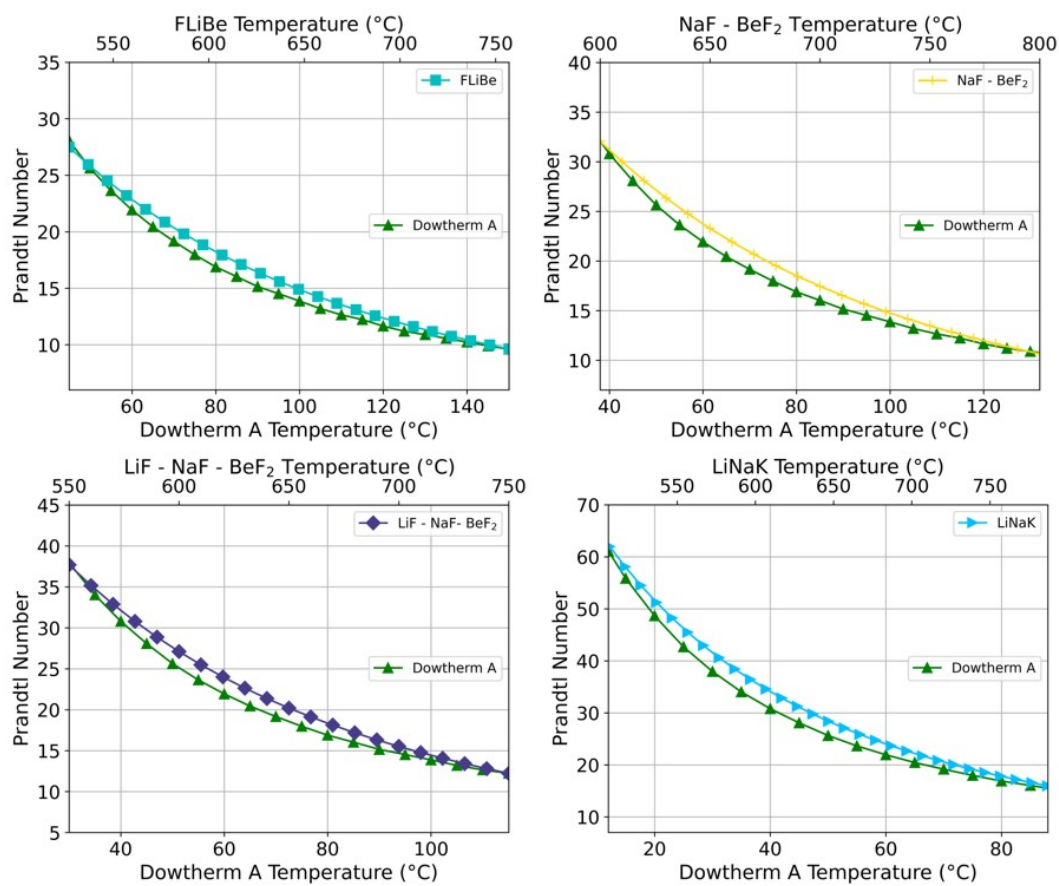 FLiBe Temperature (°C)
550 600 650 700 750
35
30
25
20
15
10
Prandtl Number
FLiBe
Dowtherm A
60 80 100 120 140
Dowtherm A Temperature (°C)
NaF - BeF₂ Temperature (°C)
600 650 700 750 800
40
35
30
25
20
15
10
Prandtl Number
NaF - BeF₂
Dowtherm A
40 60 80 100 120
Dowtherm A Temperature (°C)
LiF - NaF - BeF₂ Temperature (°C)
550 600 650 700 750
45
40
35
30
25
20
15
10
5
Prandtl Number
LiF - NaF- BeF₂
Dowtherm A
40 60 80 100
Dowtherm A Temperature (°C)
LiNaK Temperature (°C)
550 600 650 700 750
70
60
50
40
30
20
10
Prandtl Number
LiNaK
Dowtherm A
20 40 60 80
Dowtherm A Temperature (°C)